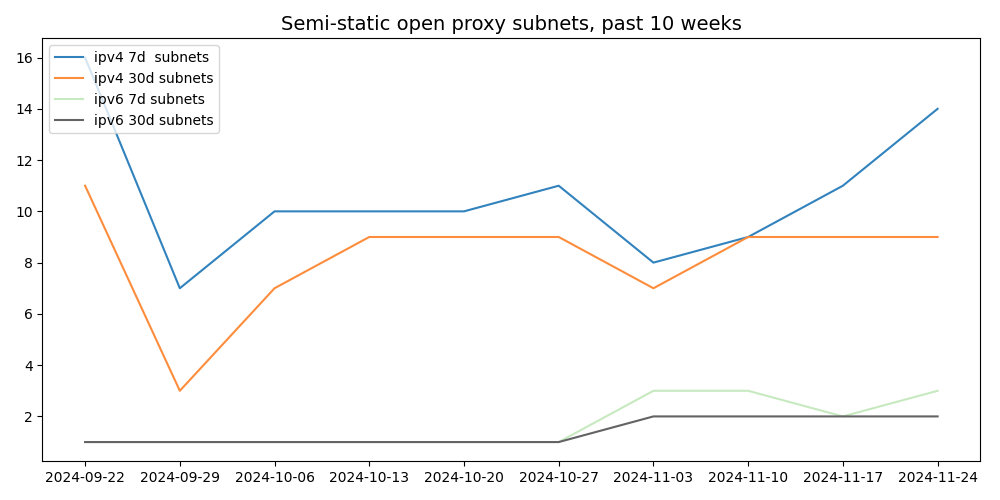 Semi-static open proxy subnets, past 10 weeks
ipv4 7d  subnets
ipv4 30d subnets
ipv6 7d subnets
ipv6 30d subnets
16
14
12
10
8
6
4
2
2024-09-22 2024-09-29 2024-10-06 2024-10-13 2024-10-20 2024-10-27 2024-11-03 2024-11-10 2024-11-17 2024-11-24